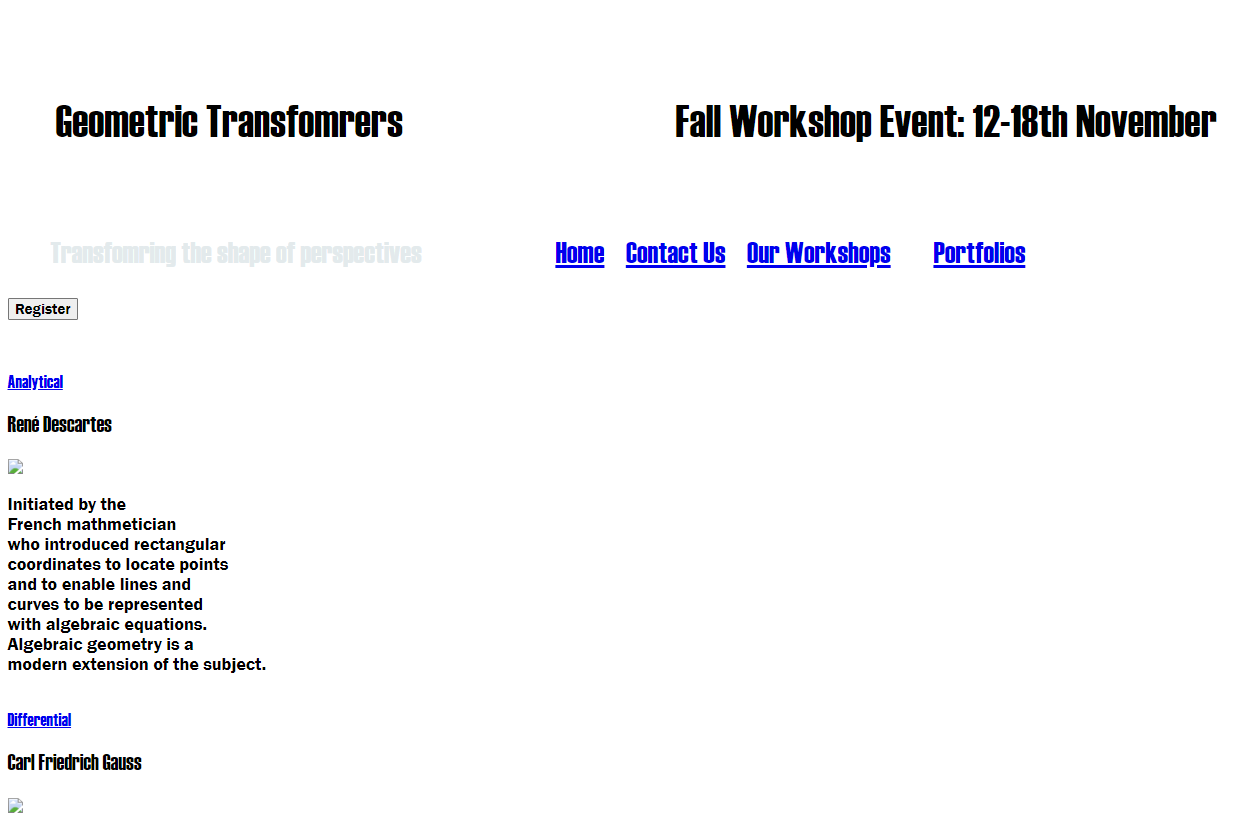 Geometric Transfomrers
Fall Workshop Event: 12-18th November
Transfomring the shape of perspectives
Home Contact Us Our Workshops Portfolios
Register
Analytical
René Descartes
Initiated by the
French mathmetician
who introduced rectangular
coordinates to locate points
and to enable lines and
curves to be represented
with algebraic equations.
Algebraic geometry is a
modern extension of the subject.
Differential
Carl Friedrich Gauss